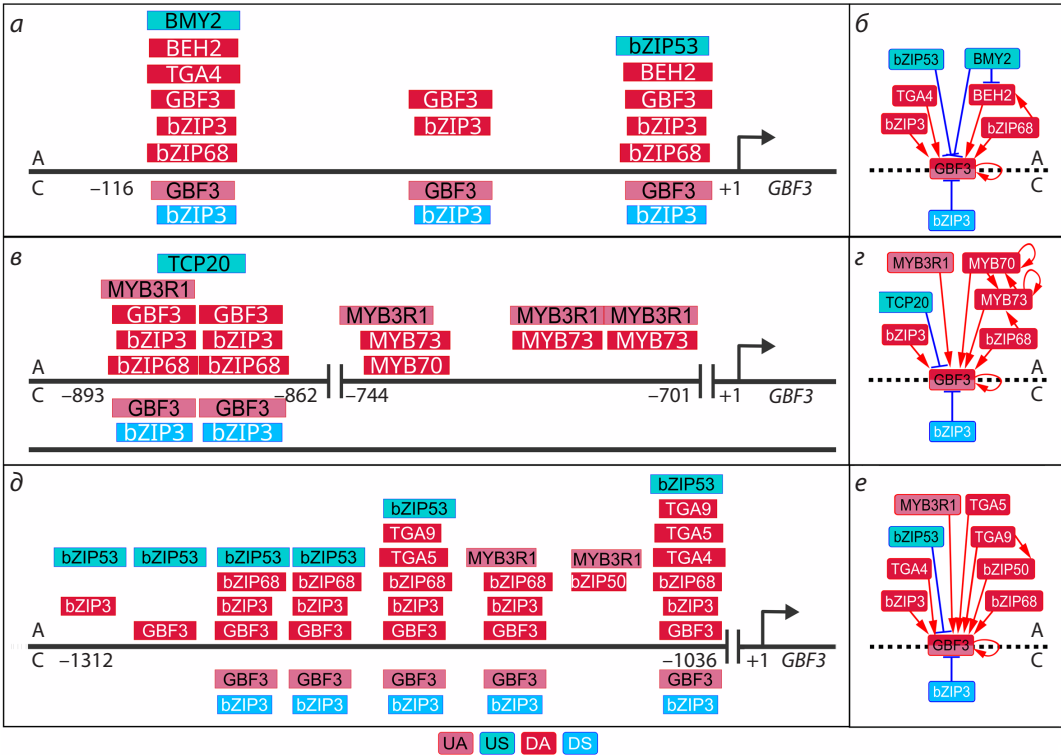 а
BMY2
BEH2
TGA4
GBF3
bZIP3
bZIP68
GBF3
bZIP3
bZIP53
BEH2
GBF3
bZIP3
bZIP68
A
C
–116
+1
GBF3
GBF3
bZIP3
GBF3
bZIP3
GBF3
bZIP3
б
bZIP53
BMY2
TGA4
BEH2
bZIP3
bZIP68
GBF3
A
C
bZIP3
в
TCP20
MYB3R1
GBF3
GBF3
bZIP3
bZIP3
bZIP68
bZIP68
MYB3R1
MYB73
MYB70
MYB3R1
MYB3R1
MYB73
MYB73
A
C
–893
–862
–744
–701
+1
GBF3
GBF3
GBF3
bZIP3
bZIP3
г
MYB3R1
MYB70
TCP20
MYB73
bZIP3
bZIP68
GBF3
A
C
bZIP3
д
bZIP53
bZIP3
bZIP53
GBF3
bZIP53
bZIP68
bZIP3
GBF3
bZIP53
bZIP68
bZIP3
GBF3
bZIP53
TGA9
TGA5
bZIP68
bZIP3
GBF3
MYB3R1
bZIP68
bZIP3
GBF3
MYB3R1
bZIP50
bZIP53
TGA9
TGA5
TGA4
bZIP68
bZIP3
GBF3
A
C
–1312
–1036
+1
GBF3
GBF3
bZIP3
GBF3
bZIP3
GBF3
bZIP3
GBF3
bZIP3
GBF3
bZIP3
е
MYB3R1
TGA5
bZIP53
TGA9
TGA4
bZIP50
bZIP3
bZIP68
GBF3
A
C
bZIP3
UA
US
DA
DS